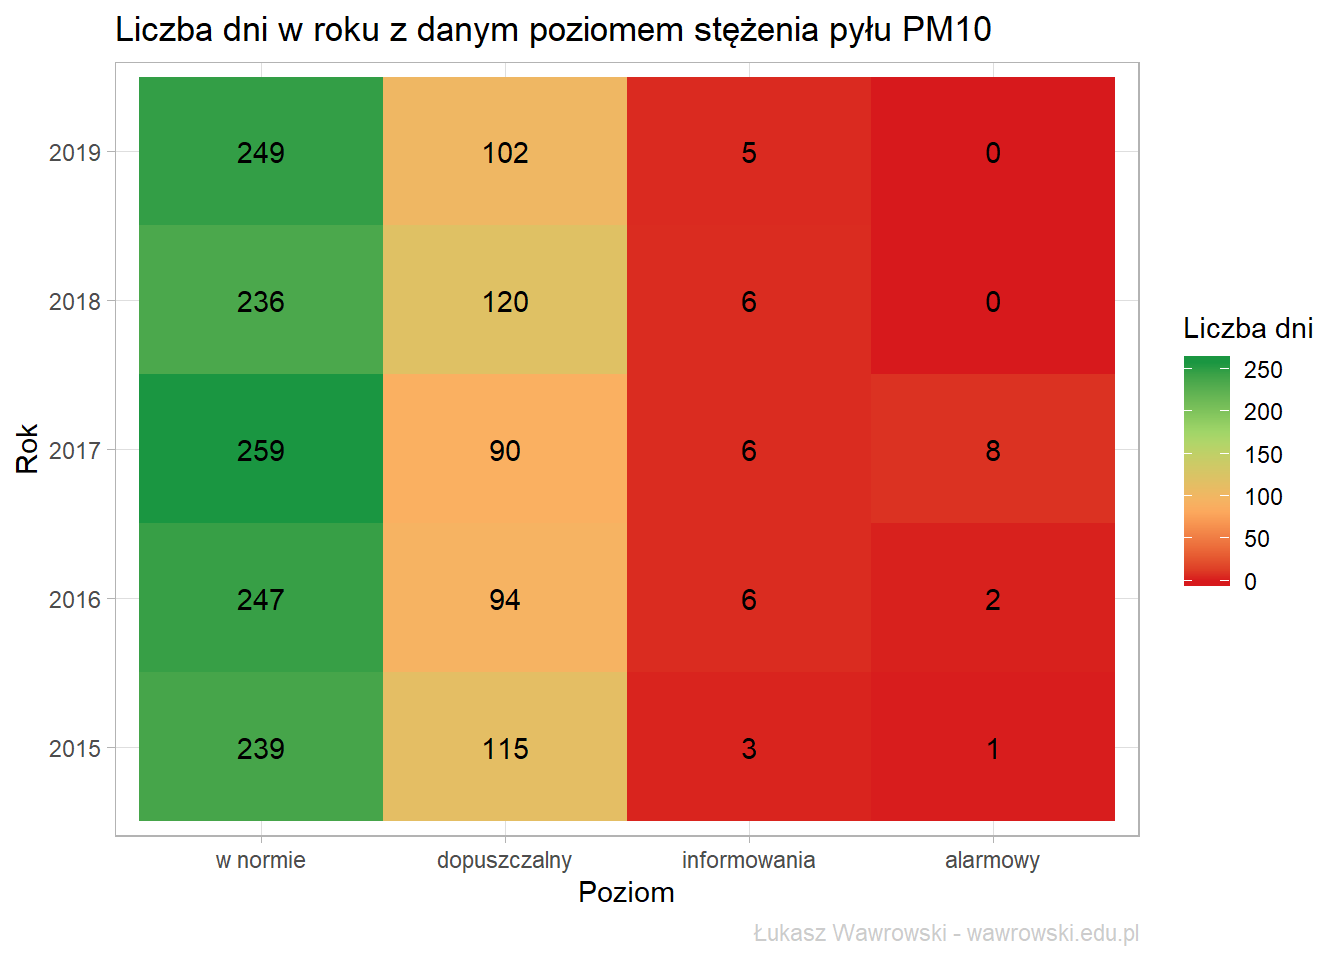 Liczba dni w roku z danym poziomem stężenia pyłu PM10
Rok
2019 249 102 5 0
2018 236 120 6 0
2017 259 90 6 8
2016 247 94 6 2
2015 239 115 3 1
w normie dopuszczalny informowania alarmowy
Poziom
Liczba dni
250
200
150
100
50
0
Łukasz Wawrowski - wawrowski.edu.pl